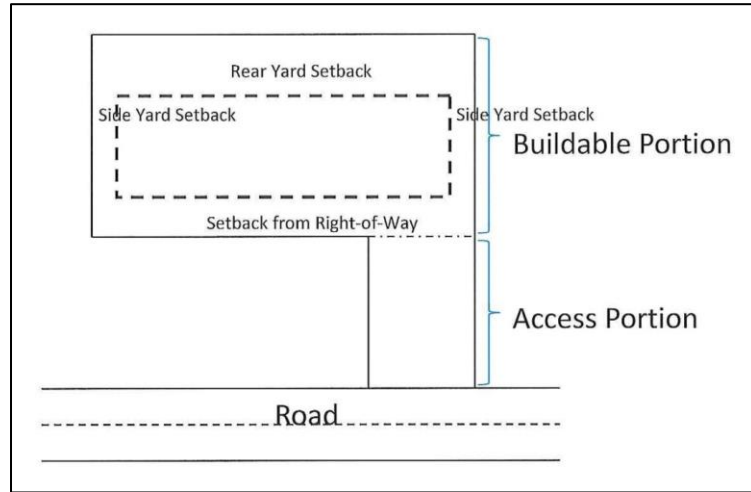 Rear Yard Setback
Side Yard Setback
Side Yard Setback
Buildable Portion
Setback from Right-of-Way
Access Portion
Road